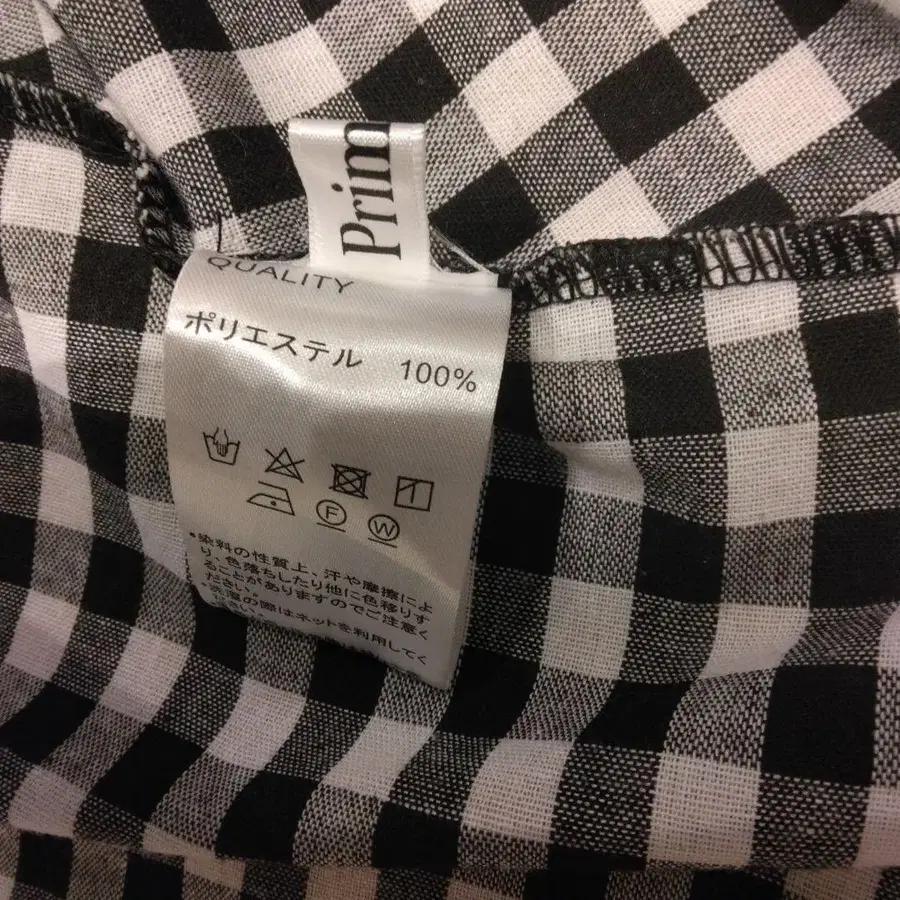 Prim
QUALITY
ポリエステル 100%
F W
・染料の性質上、汗や摩擦によ
り、色落ちしたり他に色移りす
ることがありますのでご注意く
ださい。
・洗濯の際はネットを利用してく
ださい。